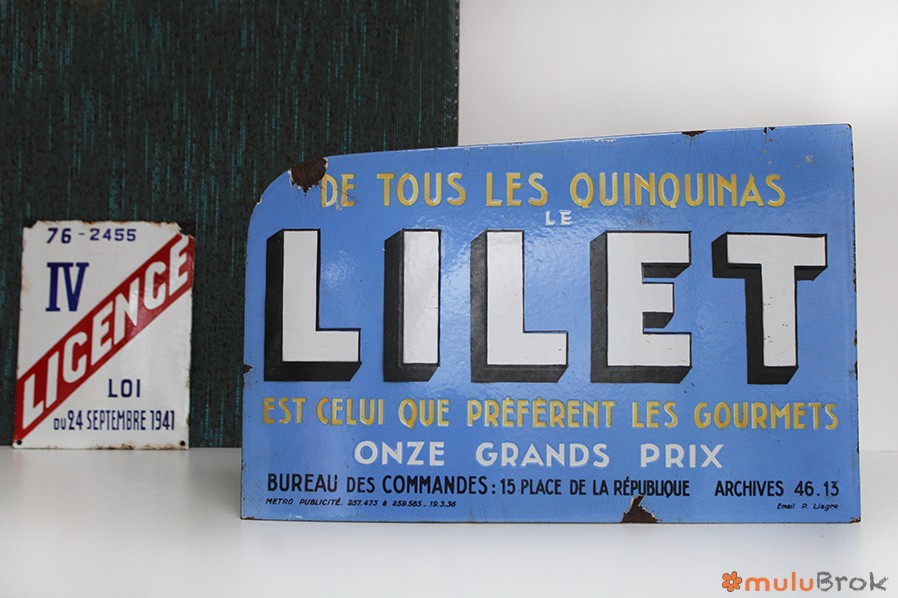 76-2455
IV
LICENCE
LOI
DU 24 SEPTEMBRE 1941
DE TOUS LES QUINQUINAS
LE
LILET
EST CELUI QUE PRÉFÈRENT LES GOURMETS
ONZE GRANDS PRIX
BUREAU DES COMMANDES: 15 PLACE DE LA RÉPUBLIQUE ARCHIVES 46.13
METRO PUBLICITÉ. 257.473 à 259.585 - 19.3.36 Email P. Liagre
muluBrok